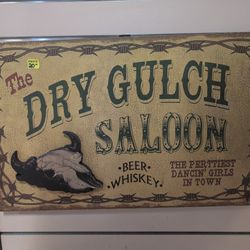 The
DRY GULCH
SALOON
•BEER•
WHISKEY•
THE PERTTIEST
DANCIN' GIRLS
IN TOWN